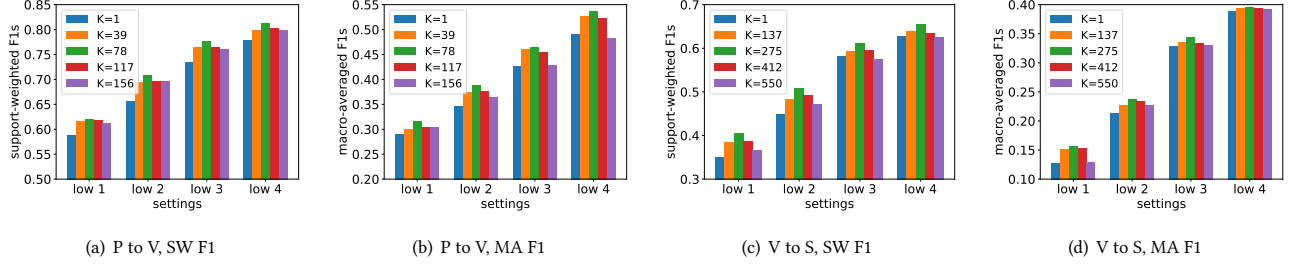 support-weighted F1s
0.85
0.80
0.75
0.70
0.65
0.60
0.55
0.50
K=1
K=39
K=78
K=117
K=156
low 1 low 2 low 3 low 4
settings
(a) P to V, SW F1
macro-averaged F1s
0.55
0.50
0.45
0.40
0.35
0.30
0.25
0.20
K=1
K=39
K=78
K=117
K=156
low 1 low 2 low 3 low 4
settings
(b) P to V, MA F1
support-weighted F1s
0.7
0.6
0.5
0.4
0.3
K=1
K=137
K=275
K=412
K=550
low 1 low 2 low 3 low 4
settings
(c) V to S, SW F1
macro-averaged F1s
0.40
0.35
0.30
0.25
0.20
0.15
0.10
K=1
K=137
K=275
K=412
K=550
low 1 low 2 low 3 low 4
settings
(d) V to S, MA F1